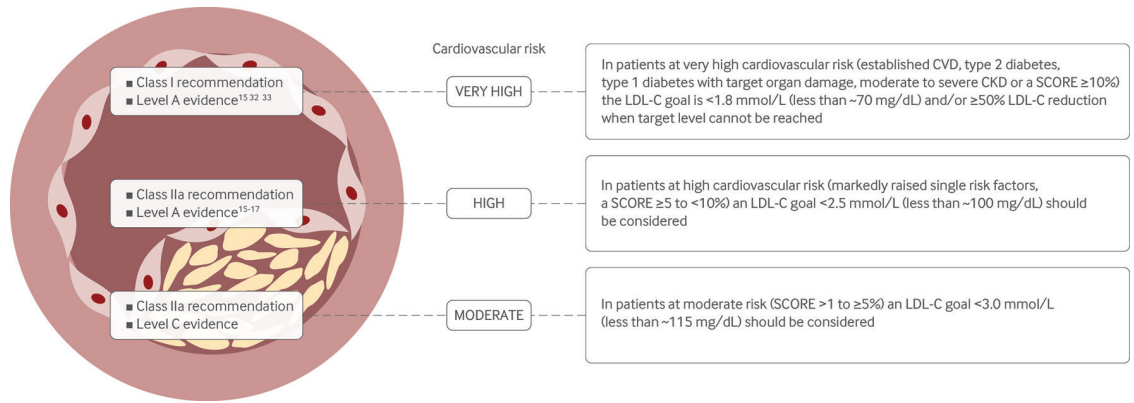 Cardiovascular risk
■ Class I recommendation
■ Level A evidence15 32 33
VERY HIGH
In patients at very high cardiovascular risk (established CVD, type 2 diabetes,
type 1 diabetes with target organ damage, moderate to severe CKD or a SCORE ≥10%)
the LDL-C goal is <1.8 mmol/L (less than ~70 mg/dL) and/or ≥50% LDL-C reduction
when target level cannot be reached
■ Class IIa recommendation
■ Level A evidence15-17
HIGH
In patients at high cardiovascular risk (markedly raised single risk factors,
a SCORE ≥5 to <10%) an LDL-C goal <2.5 mmol/L (less than ~100 mg/dL) should
be considered
■ Class IIa recommendation
■ Level C evidence
MODERATE
In patients at moderate risk (SCORE >1 to ≥5%) an LDL-C goal <3.0 mmol/L
(less than ~115 mg/dL) should be considered